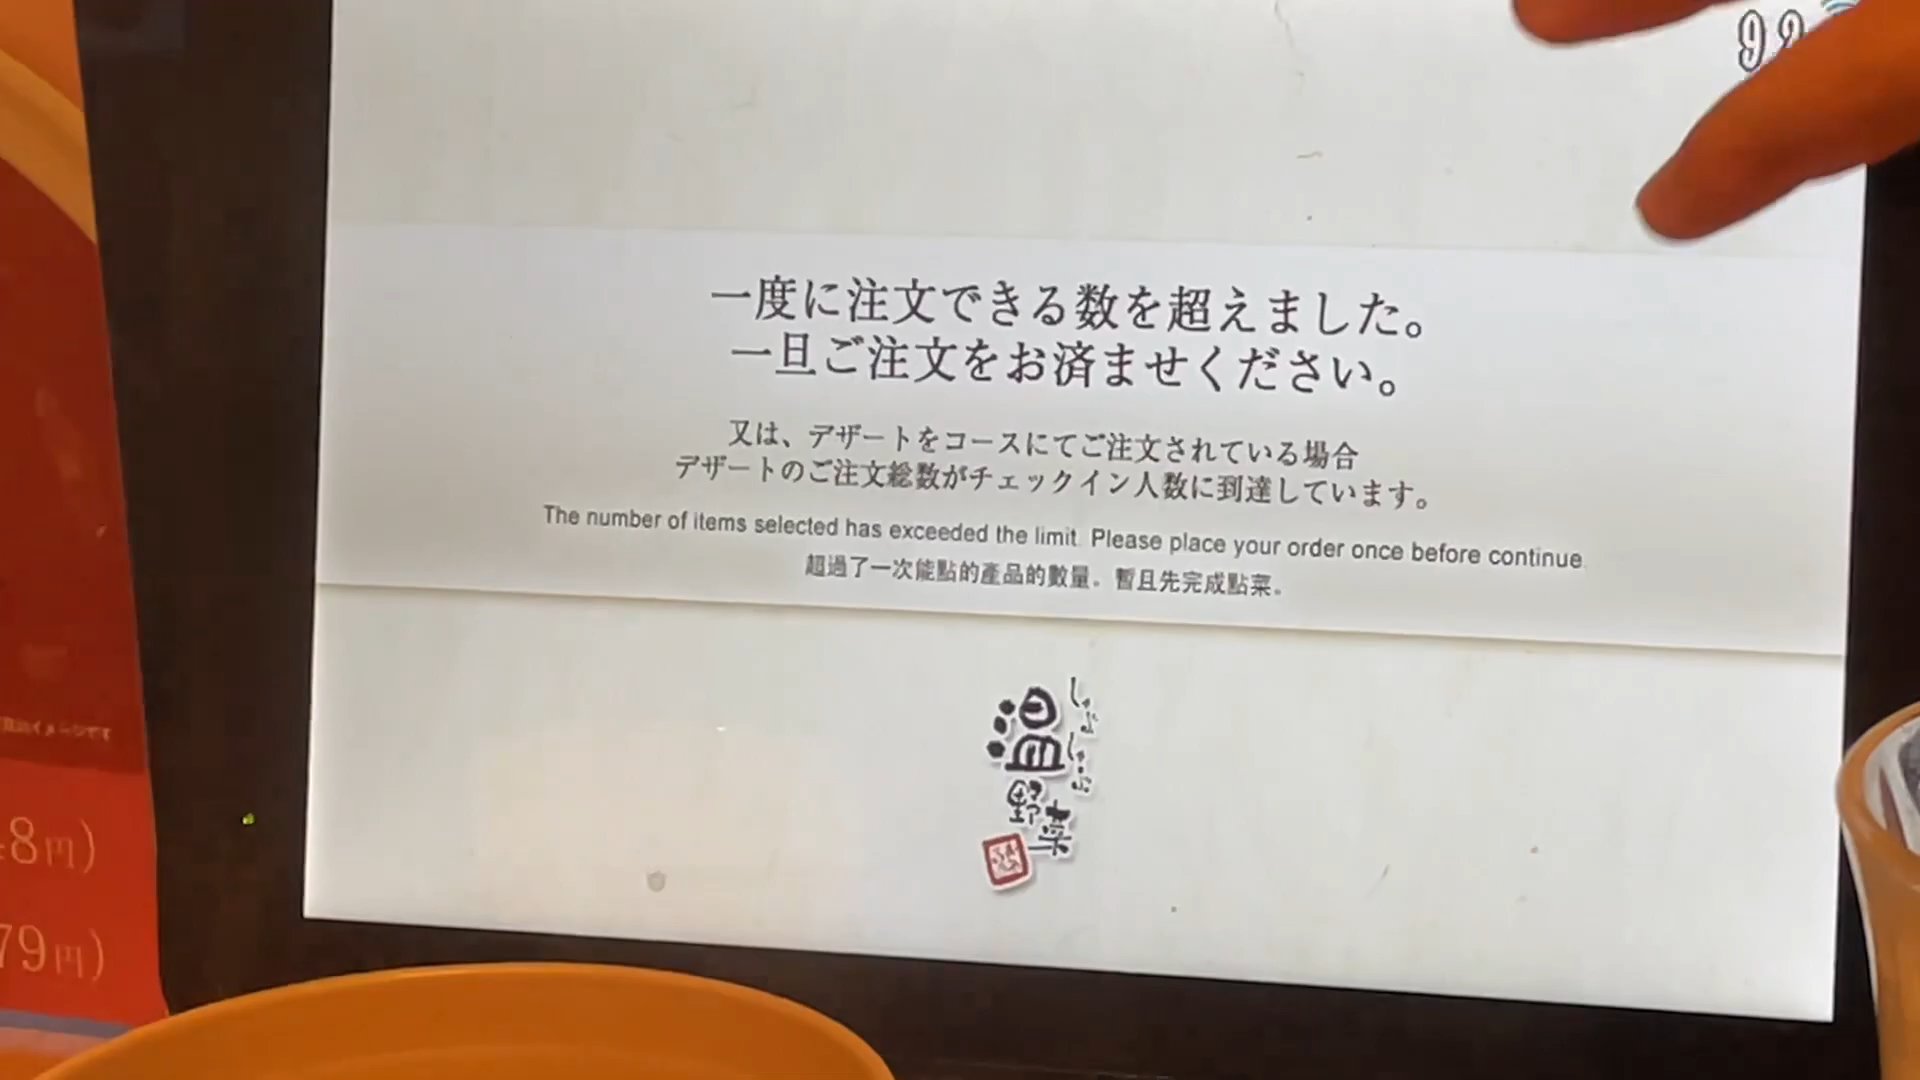 92
一度に注文できる数を超えました。
一旦ご注文をお済ませください。
又は、デザートをコースにてご注文されている場合
デザートのご注文総数がチェックイン人数に到達しています。
The number of items selected has exceeded the limit. Please place your order once before continue.
超過了一次能點的產品的數量。暫且先完成點菜。
しゃぶしゃぶ
温野菜
8円)
79円)